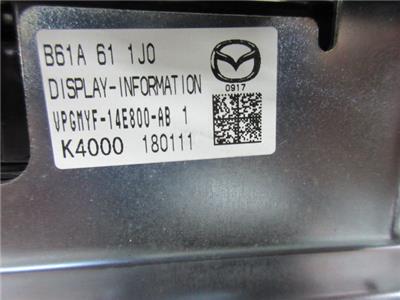 B61A 61 1J0
DISPLAY-INFORMATION
0917
VPGMYF-14E800-AB 1
K4000 180111